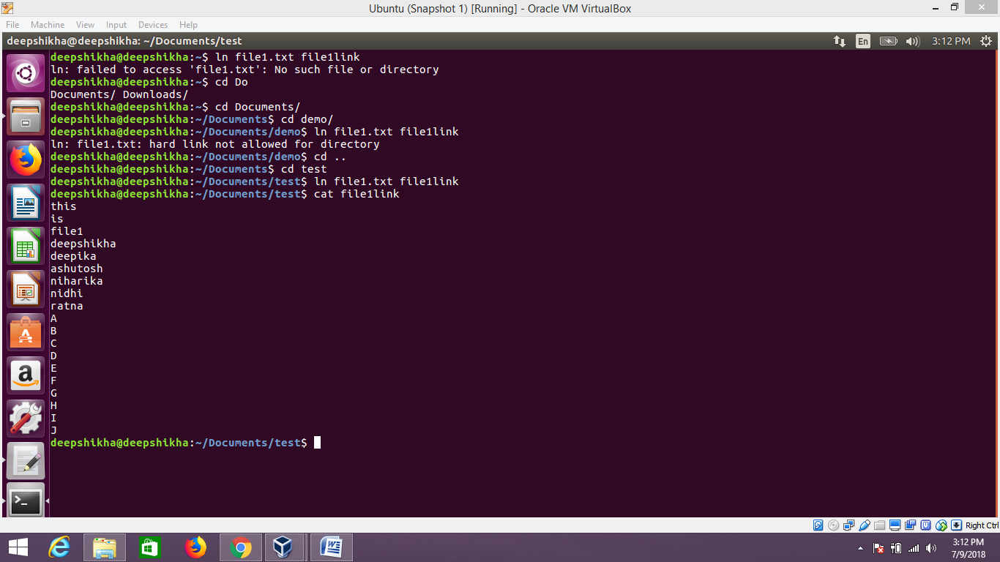 Ubuntu (Snapshot 1) [Running] - Oracle VM VirtualBox
File Machine View Input Devices Help
deepshikha@deepshikha: ~/Documents/test En 3:12 PM
deepshikha@deepshikha:~$ ln file1.txt file1link
ln: failed to access 'file1.txt': No such file or directory
deepshikha@deepshikha:~$ cd Do
Documents/ Downloads/
deepshikha@deepshikha:~$ cd Documents/
deepshikha@deepshikha:~/Documents$ cd demo/
deepshikha@deepshikha:~/Documents/demo$ ln file1.txt file1link
ln: file1.txt: hard link not allowed for directory
deepshikha@deepshikha:~/Documents/demo$ cd ..
deepshikha@deepshikha:~/Documents$ cd test
deepshikha@deepshikha:~/Documents/test$ ln file1.txt file1link
deepshikha@deepshikha:~/Documents/test$ cat file1link
this
is
file1
deepshikha
deepika
ashutosh
niharika
nidhi
ratna
A
B
C
D
E
F
G
H
I
J
deepshikha@deepshikha:~/Documents/test$
Right Ctrl
3:12 PM
7/9/2018